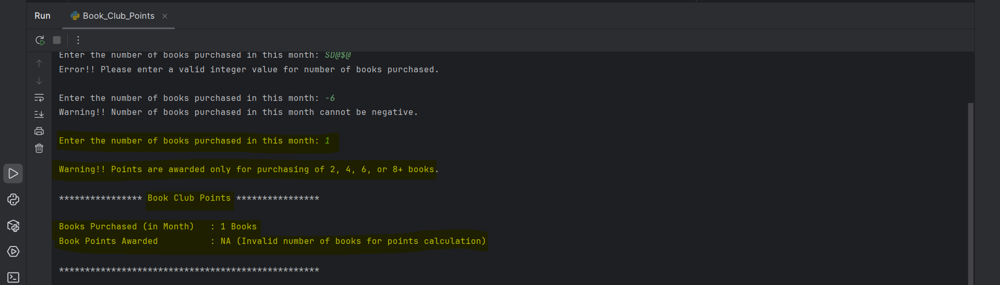 Run
Book_Club_Points
Enter the number of books purchased in this month: SD@$@
Error!! Please enter a valid integer value for number of books purchased.
Enter the number of books purchased in this month: -6
Warning!! Number of books purchased in this month cannot be negative.
Enter the number of books purchased in this month: 1
Warning!! Points are awarded only for purchasing of 2, 4, 6, or 8+ books.
**************** Book Club Points ****************
Books Purchased (in Month)   : 1 Books
Book Points Awarded          : NA (Invalid number of books for points calculation)
**************************************************